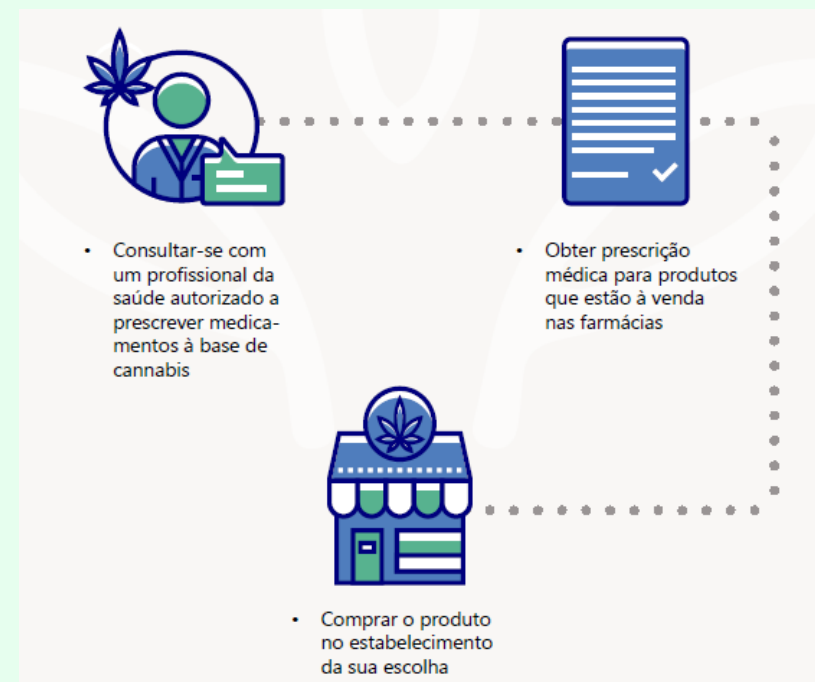 • Consultar-se com
um profissional da
saúde autorizado a
prescrever medica-
mentos à base de
cannabis
• Obter prescrição
médica para produtos
que estão à venda
nas farmácias
• Comprar o produto
no estabelecimento
da sua escolha